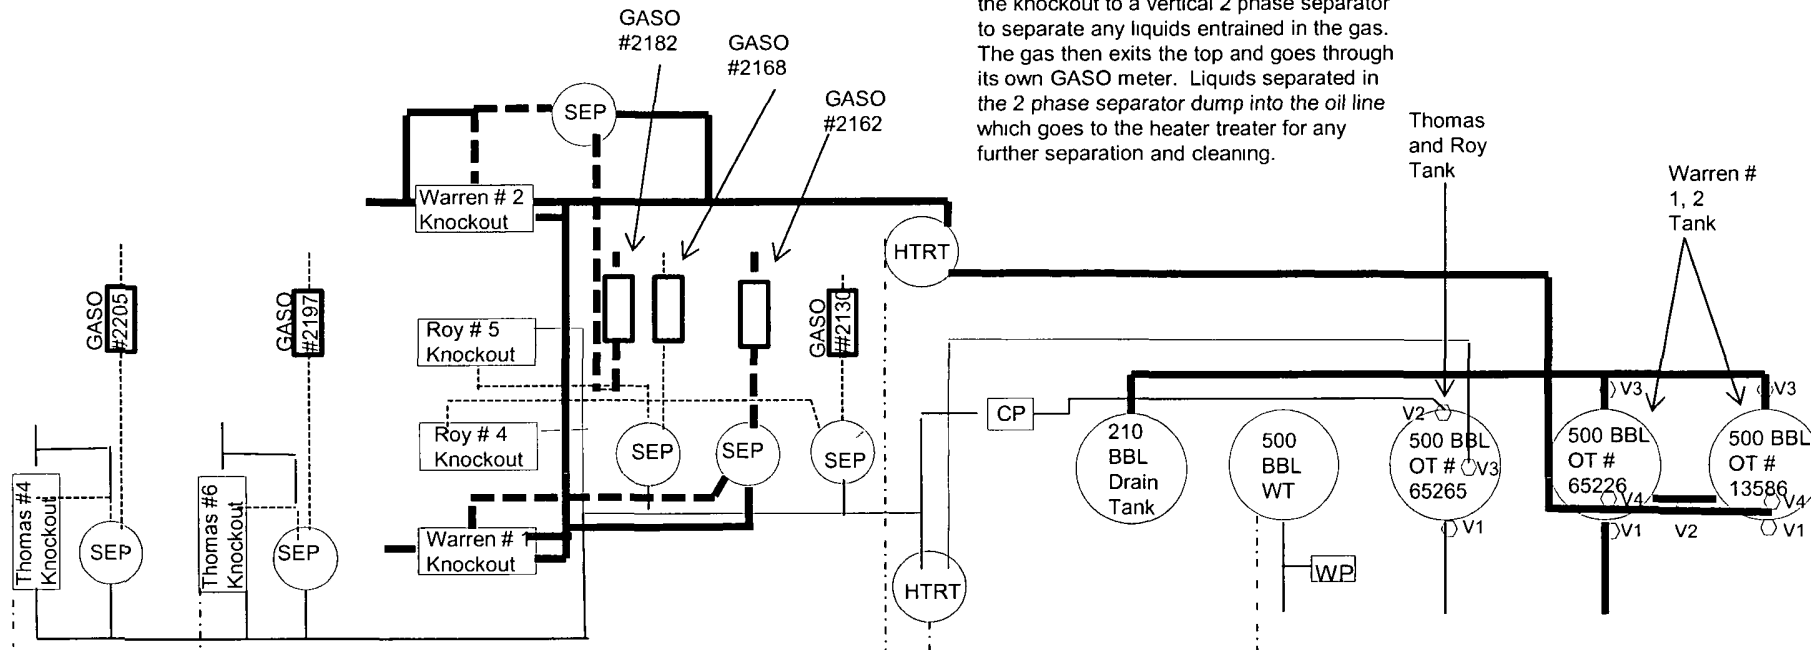 the knockout to a vertical 2 phase separator
to separate any liquids entrained in the gas.
The gas then exits the top and goes through
its own GASO meter. Liquids separated in
the 2 phase separator dump into the oil line
which goes to the heater treater for any
further separation and cleaning.
GASO
#2182
GASO
#2168
GASO
#2162
SEP
Thomas
and Roy
Tank
Warren #
1, 2
Tank
Warren # 2
Knockout
HTRT
GASO
#2205
GASO
#2197
Roy # 5
Knockout
GASO
##2130
Roy # 4
Knockout
SEP
SEP
SEP
CP
V2
V3
V3
210
BBL
Drain
Tank
500
BBL
WT
500 BBL
OT #
65265
V3
500 BBL
OT #
65226
V4
500 BBL
OT #
13586
V4
V1
V1
V2
V1
Thomas #4
Knockout
SEP
Thomas #6
Knockout
SEP
Warren # 1
Knockout
HTRT
WP